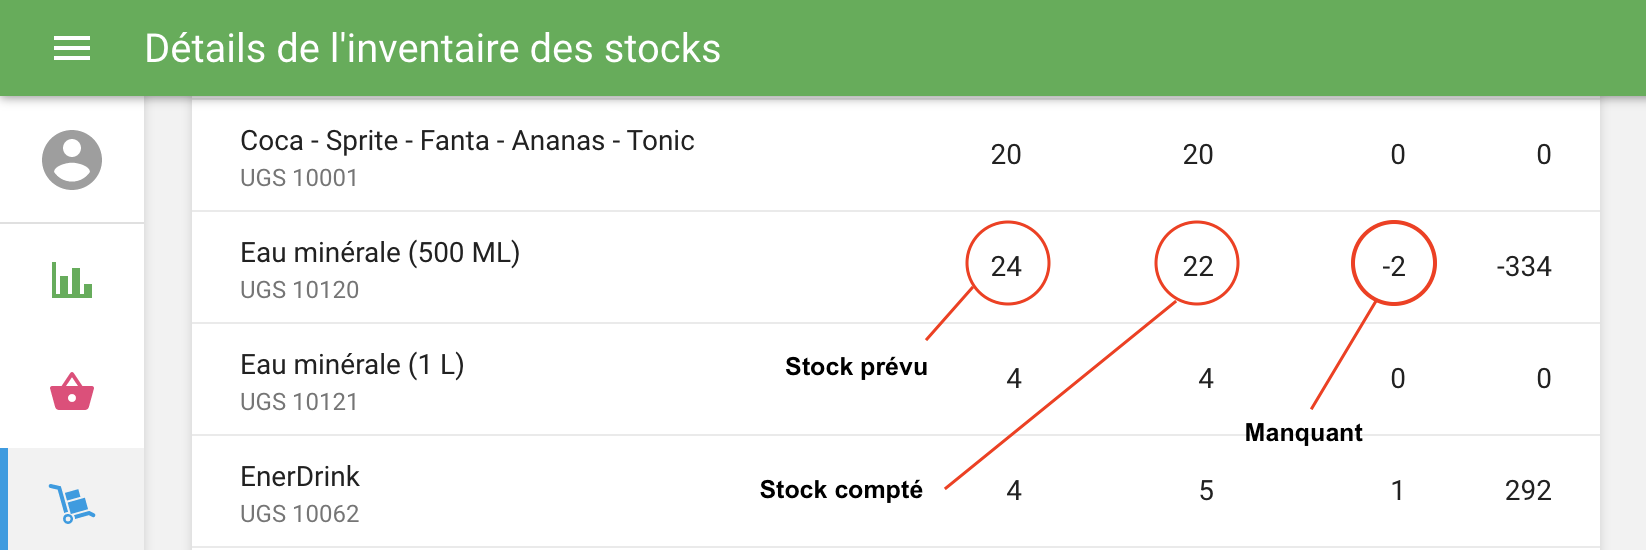 Détails de l'inventaire des stocks
Coca - Sprite - Fanta - Ananas - Tonic 20 20 0 0
UGS 10001
Eau minérale (500 ML) 24 22 -2 -334
UGS 10120
Stock prévu
Eau minérale (1 L) 4 4 0 0
UGS 10121
Manquant
EnerDrink 4 5 1 292
Stock compté
UGS 10062